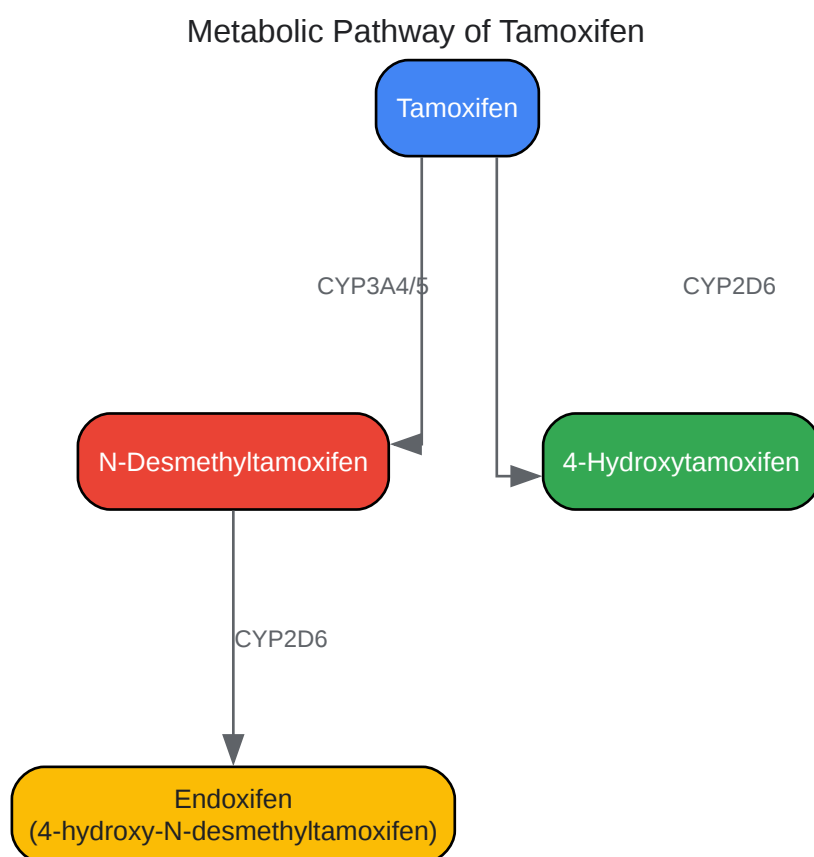 Metabolic Pathway of Tamoxifen
Tamoxifen
CYP3A4/5
CYP2D6
N-Desmethyltamoxifen
4-Hydroxytamoxifen
CYP2D6
Endoxifen
(4-hydroxy-N-desmethyltamoxifen)